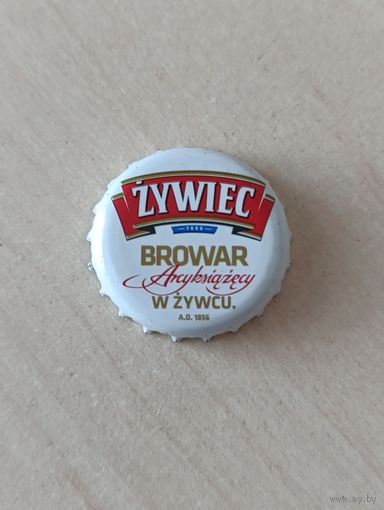 ŻYWIEC
1856
BROWAR
Arcyksiążęcy
W ŻYWCU.
A.D. 1856
www.ay.by